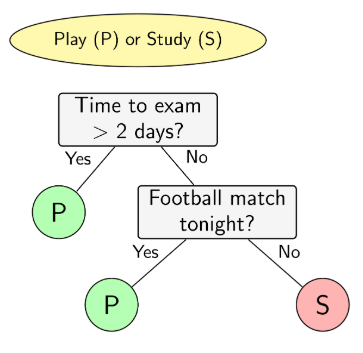 Play (P) or Study (S)
Time to exam
> 2 days?
Yes
No
P
Football match
tonight?
Yes
No
P
S